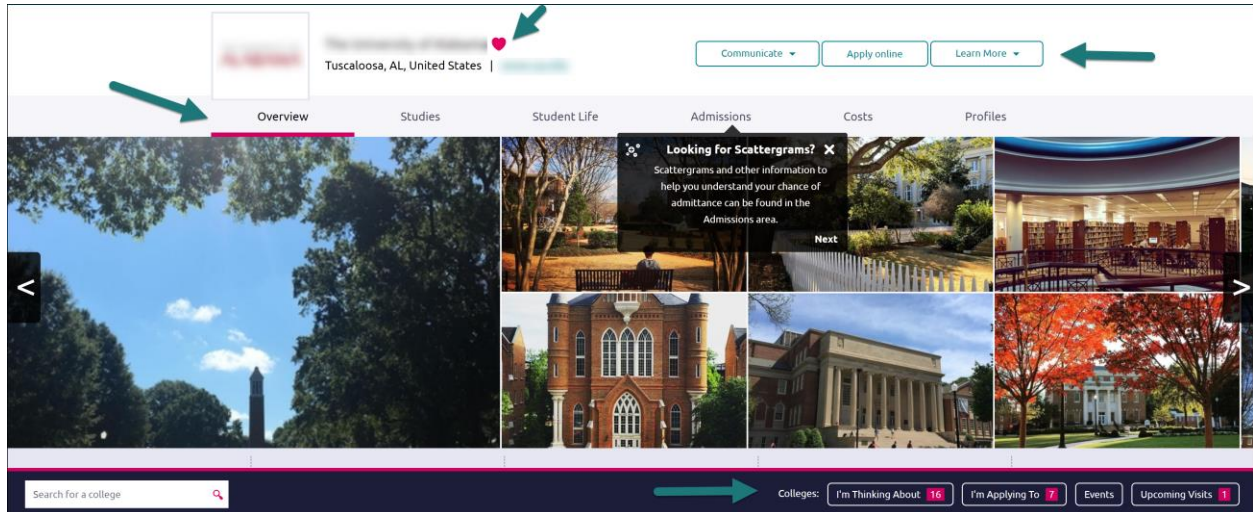 Tuscaloosa, AL, United States |
Communicate
Apply online
Learn More
Overview
Studies
Student Life
Admissions
Costs
Profiles
Looking for Scattergrams? X
Scattergrams and other information to
help you understand your chance of
admittance can be found in the
Admissions area.
Next
<
>
Search for a college
Colleges:
I'm Thinking About 16
I'm Applying To 7
Events
Upcoming Visits 1